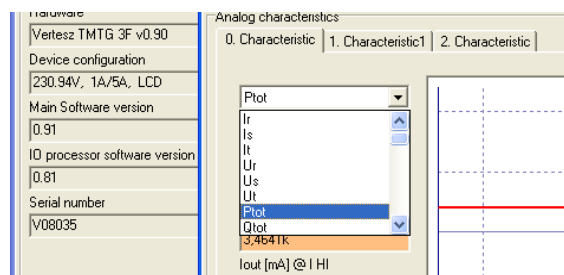 Hardware
Vertesz TMTG 3F v0.90
Device configuration
230.94V, 1A/5A, LCD
Main Software version
0.91
IO processor software version
0.81
Serial number
V08035
Analog characteristics
0. Characteristic
1. Characteristic1
2. Characteristic
Ptot
Ir
Is
It
Ur
Us
Ut
Ptot
Qtot
3,4641k
Iout [mA] @ I HI